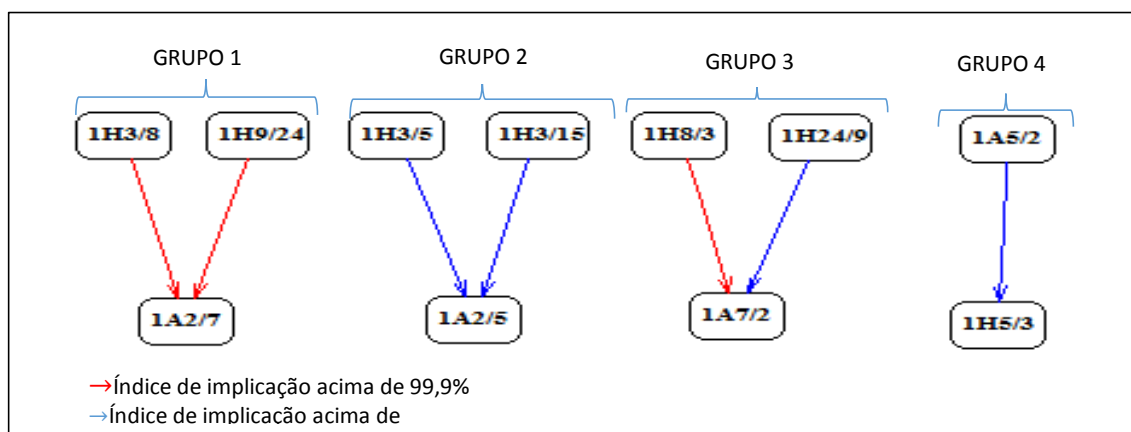 GRUPO 1
GRUPO 2
GRUPO 3
GRUPO 4
1H3/8
1H9/24
1H3/5
1H3/15
1H8/3
1H24/9
1A5/2
1A2/7
1A2/5
1A7/2
1H5/3
→Índice de implicação acima de 99,9%
→Índice de implicação acima de